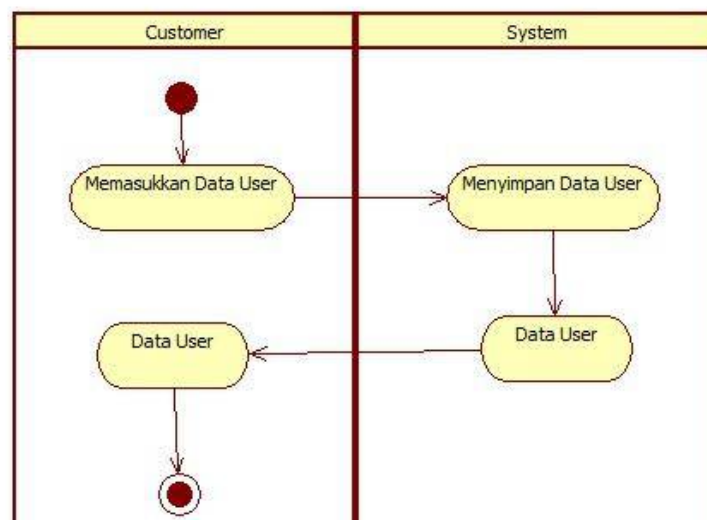 Customer
System
Memasukkan Data User
Menyimpan Data User
Data User
Data User